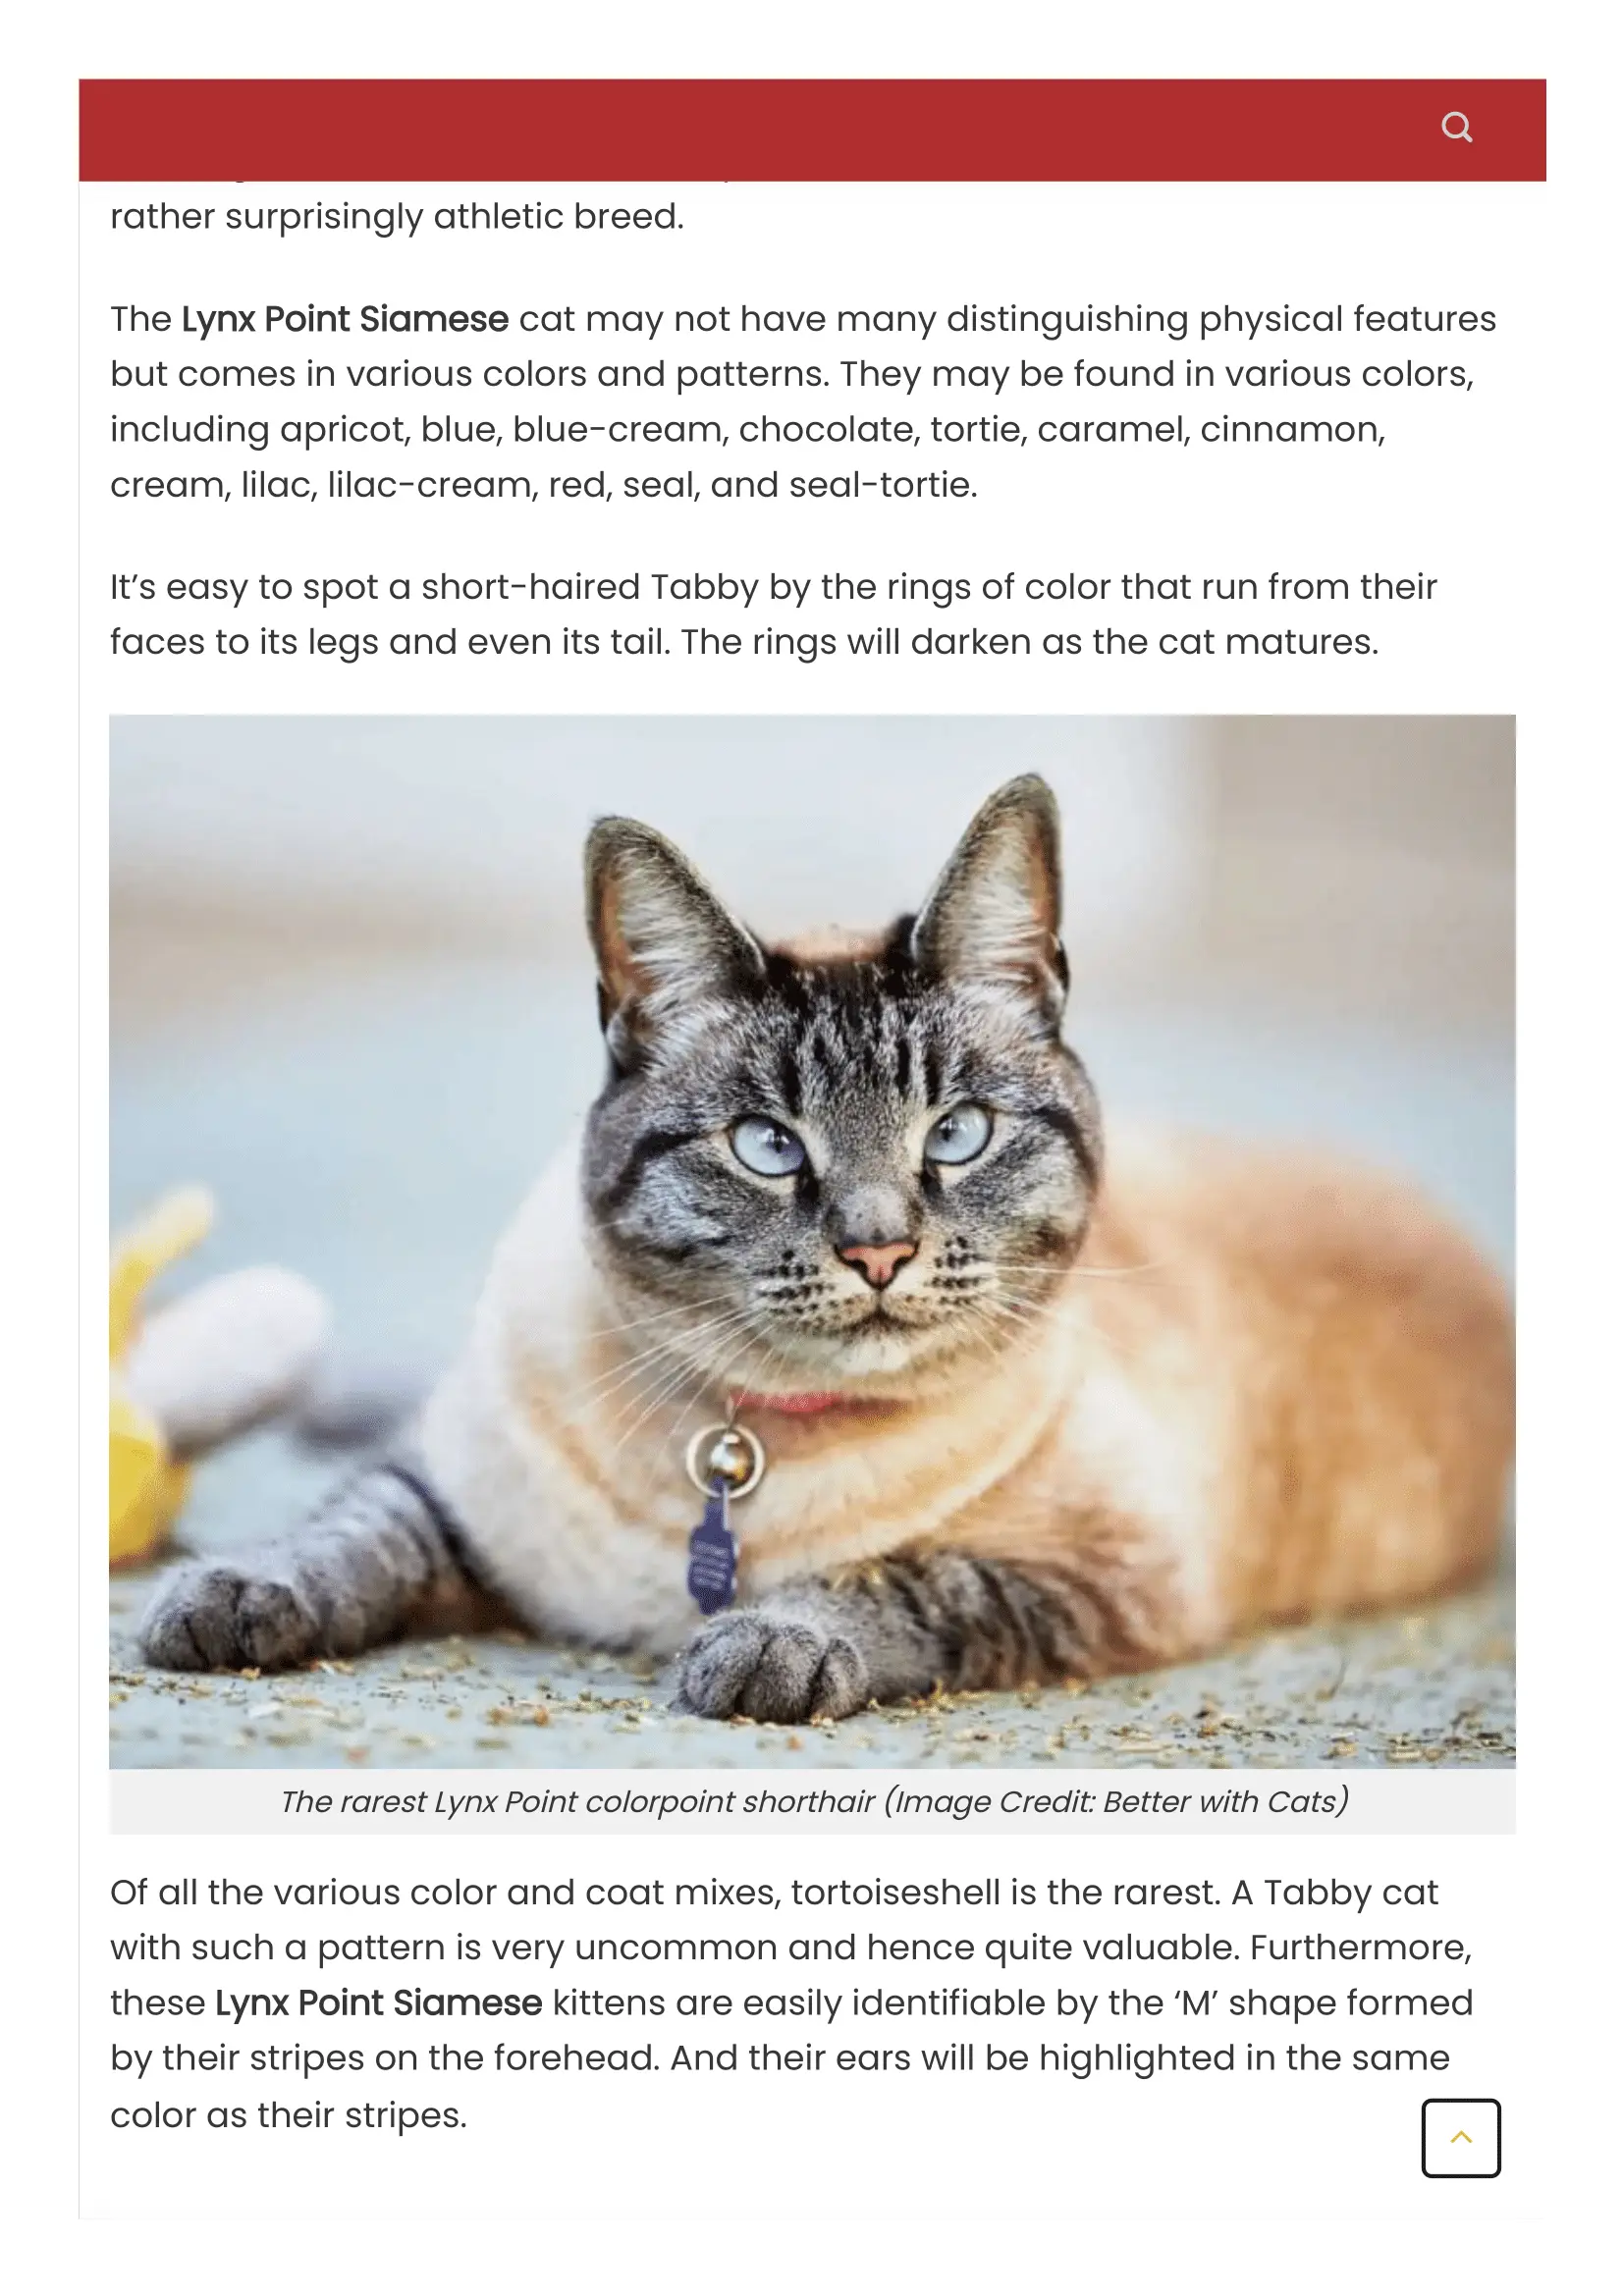 rather surprisingly athletic breed.
The Lynx Point Siamese cat may not have many distinguishing physical features
but comes in various colors and patterns. They may be found in various colors,
including apricot, blue, blue-cream, chocolate, tortie, caramel, cinnamon,
cream, lilac, lilac-cream, red, seal, and seal-tortie.
It’s easy to spot a short-haired Tabby by the rings of color that run from their
faces to its legs and even its tail. The rings will darken as the cat matures.
The rarest Lynx Point colorpoint shorthair (Image Credit: Better with Cats)
Of all the various color and coat mixes, tortoiseshell is the rarest. A Tabby cat
with such a pattern is very uncommon and hence quite valuable. Furthermore,
these Lynx Point Siamese kittens are easily identifiable by the ‘M’ shape formed
by their stripes on the forehead. And their ears will be highlighted in the same
color as their stripes.